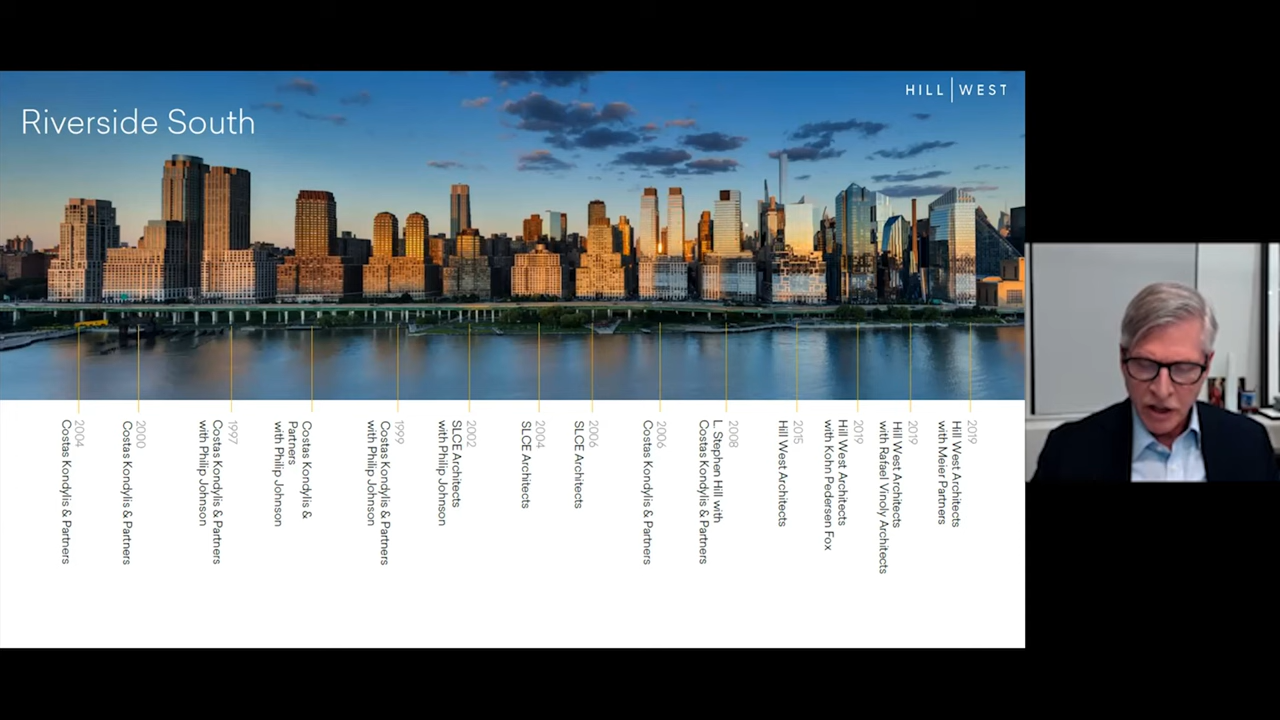 HILL WEST
Riverside South
2004
Costas Kondylis & Partners
2000
Costas Kondylis & Partners
1997
Costas Kondylis & Partners
with Philip Johnson
Costas Kondylis &
Partners
with Philip Johnson
1999
Costas Kondylis & Partners
with Philip Johnson
2002
SLCE Architects
with Philip Johnson
2004
SLCE Architects
2006
SLCE Architects
2006
Costas Kondylis & Partners
2008
L. Stephen Hill with
Costas Kondylis & Partners
2015
Hill West Architects
2019
Hill West Architects
with Kohn Pedersen Fox
2019
Hill West Architects
with Rafael Vinoly Architects
2019
Hill West Architects
with Meier Partners